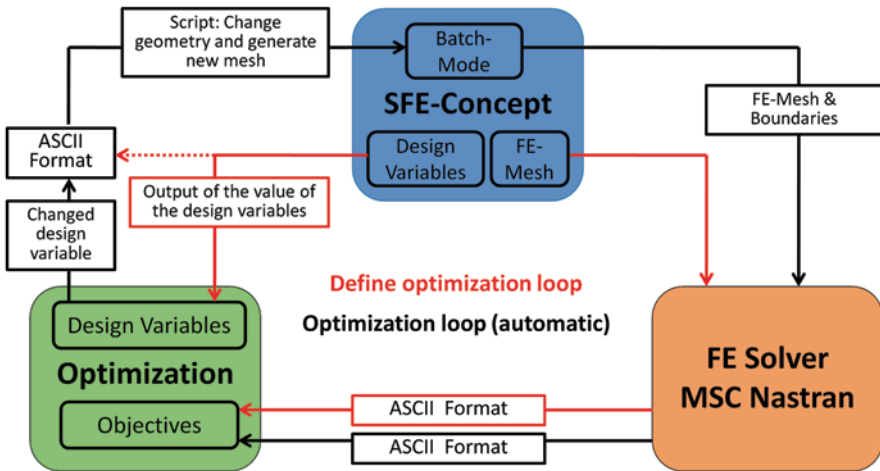 Script: Change
geometry and generate
new mesh
Batch-
Mode
SFE-Concept
Design
Variables
FE-
Mesh
FE-Mesh &
Boundaries
ASCII
Format
Output of the value of
the design variables
Changed
design
variable
Define optimization loop
Optimization loop (automatic)
Design Variables
Optimization
Objectives
FE Solver
MSC Nastran
ASCII Format
ASCII Format